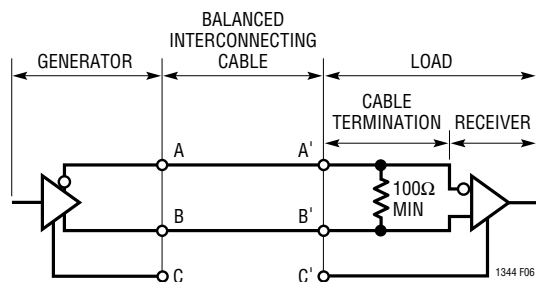 BALANCED
INTERCONNECTING
CABLE
GENERATOR
LOAD
CABLE
TERMINATION
RECEIVER
A
A'
100Ω
MIN
B
B'
C
C'
1344 F06